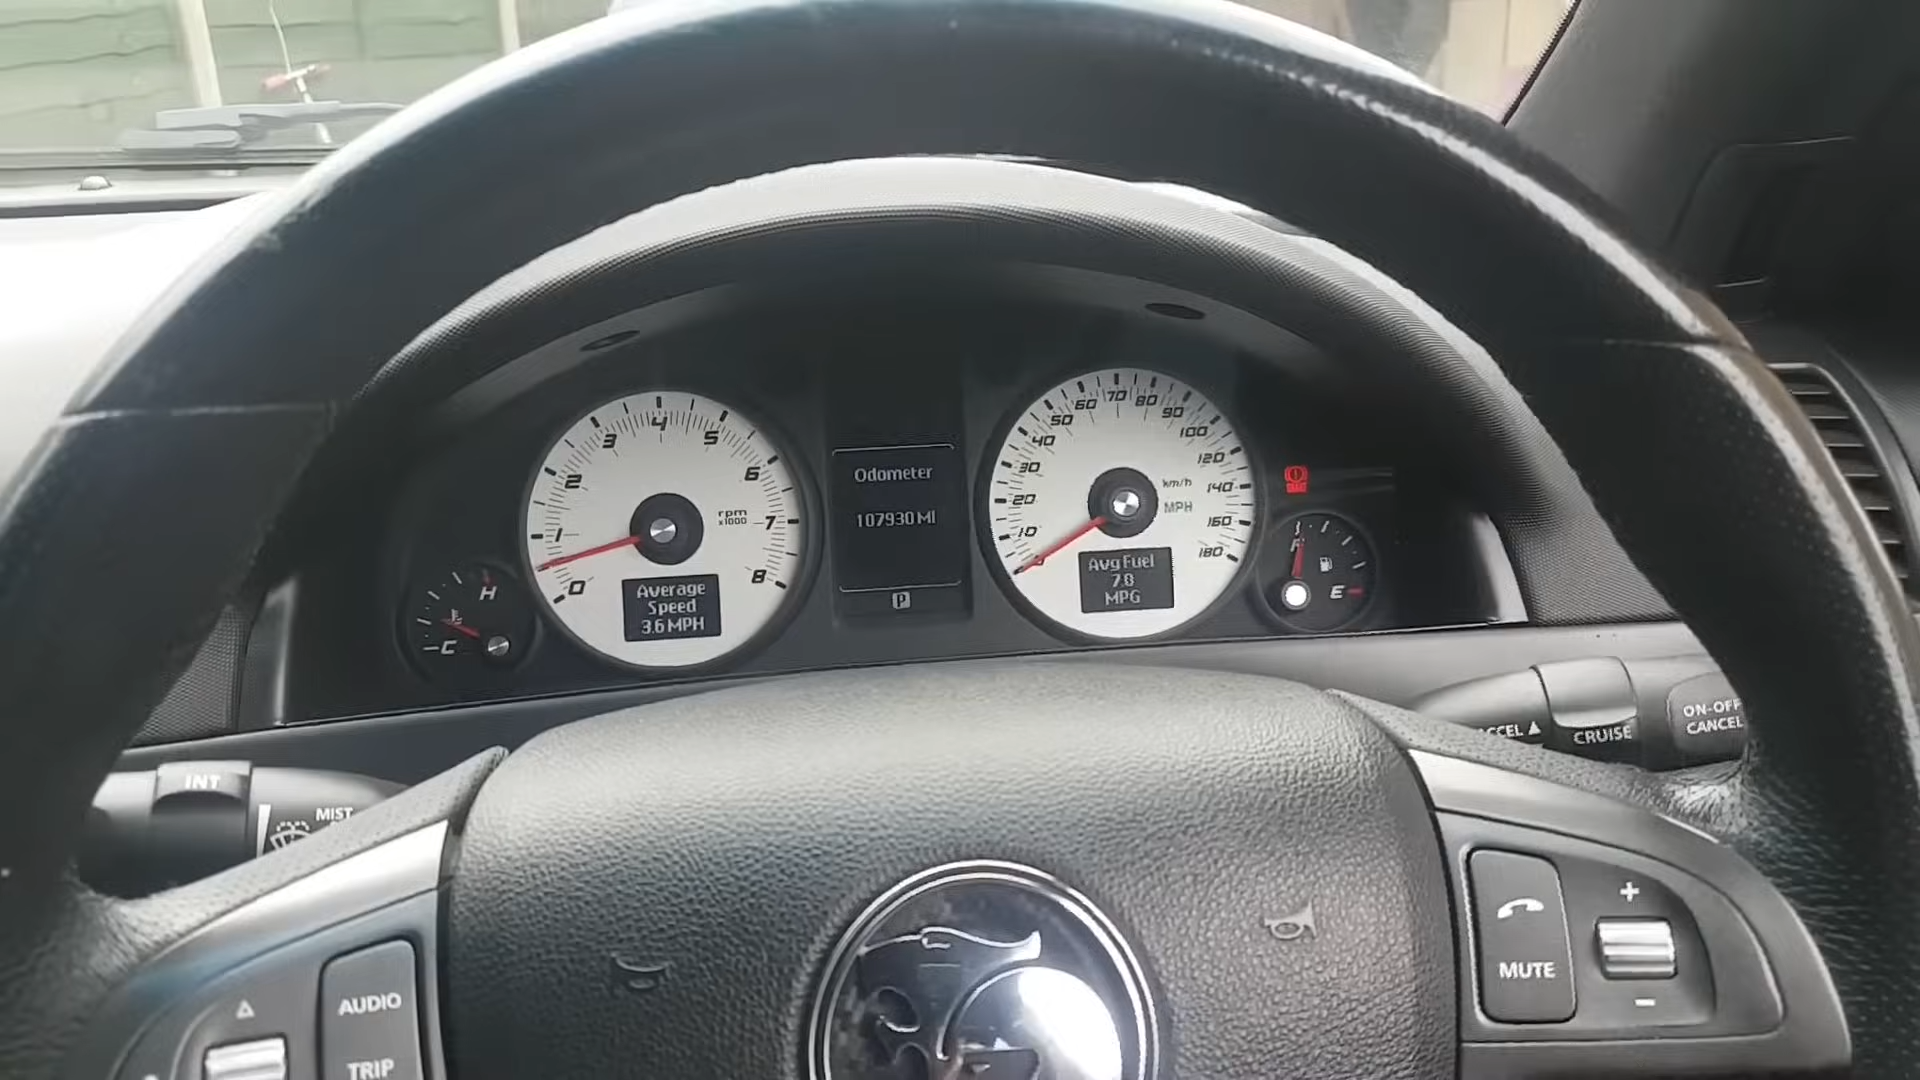 4
3
5
2
6
1
7
0
8
rpm
x1000
Average
Speed
3.6 MPH
H
C
Odometer
107930 MI
P
10
20
30
40
50
60
70
80
90
100
120
140
160
180
km/h
MPH
Avg Fuel
7.8
MPG
F
E
INT
MIST
CRUISE
ON-OFF
CANCEL
AUDIO
TRIP
MUTE